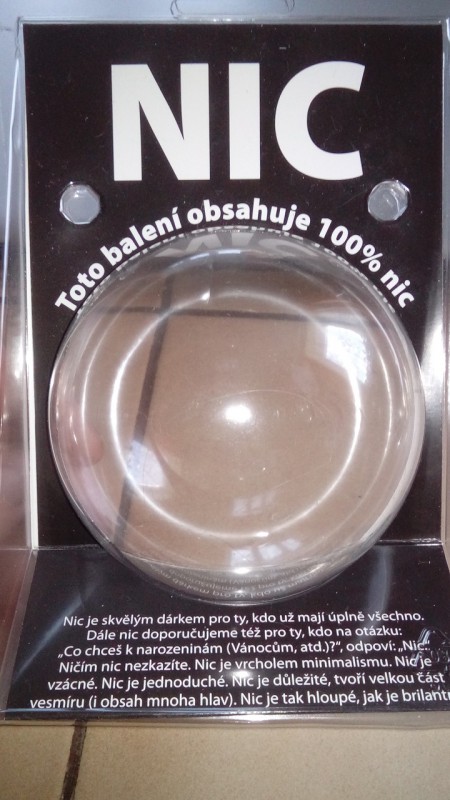 NIC
Toto balení obsahuje 100% nic
Nic je skvělým dárkem pro ty, kdo už mají úplně všechno.
Dále nic doporučujeme též pro ty, kdo na otázku:
„Co chceš k narozeninám (Vánocům, atd.)?“, odpoví: „Nic.“
Ničím nic nezkazíte. Nic je vrcholem minimalismu. Nic je
vzácné. Nic je jednoduché. Nic je důležité, tvoří velkou část
vesmíru (i obsah mnoha hlav). Nic je tak hloupé, jak je brilantn